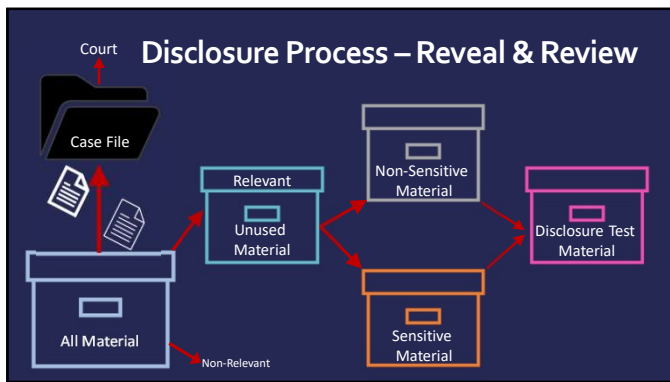 Court
Disclosure Process – Reveal & Review
Case File
Relevant
Unused
Material
Non-Sensitive
Material
Disclosure Test
Material
All Material
Non-Relevant
Sensitive
Material